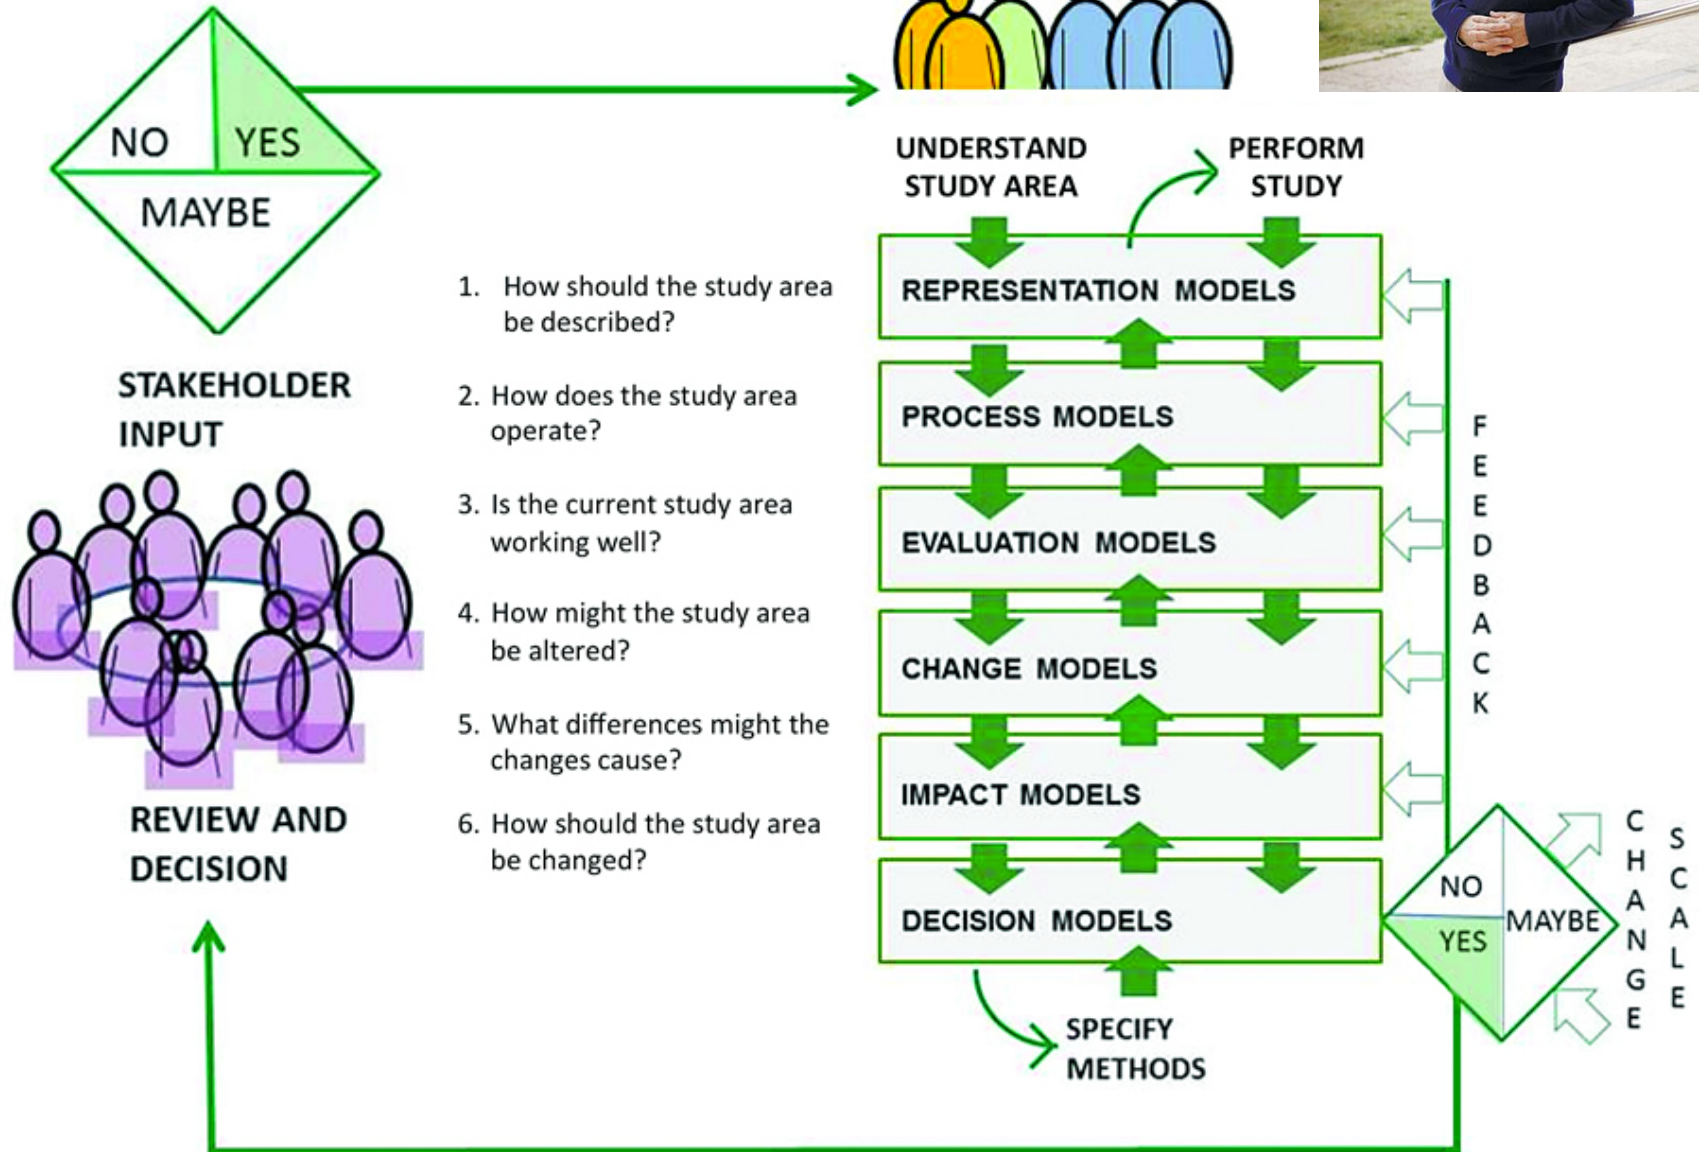 NO
YES
MAYBE
STAKEHOLDER
INPUT
REVIEW AND
DECISION
1. How should the study area
be described?
2. How does the study area
operate?
3. Is the current study area
working well?
4. How might the study area
be altered?
5. What differences might the
changes cause?
6. How should the study area
be changed?
UNDERSTAND
STUDY AREA
PERFORM
STUDY
REPRESENTATION MODELS
PROCESS MODELS
EVALUATION MODELS
CHANGE MODELS
IMPACT MODELS
DECISION MODELS
SPECIFY
METHODS
FEEDBACK
NO
MAYBE
YES
CHANGE
SCALE